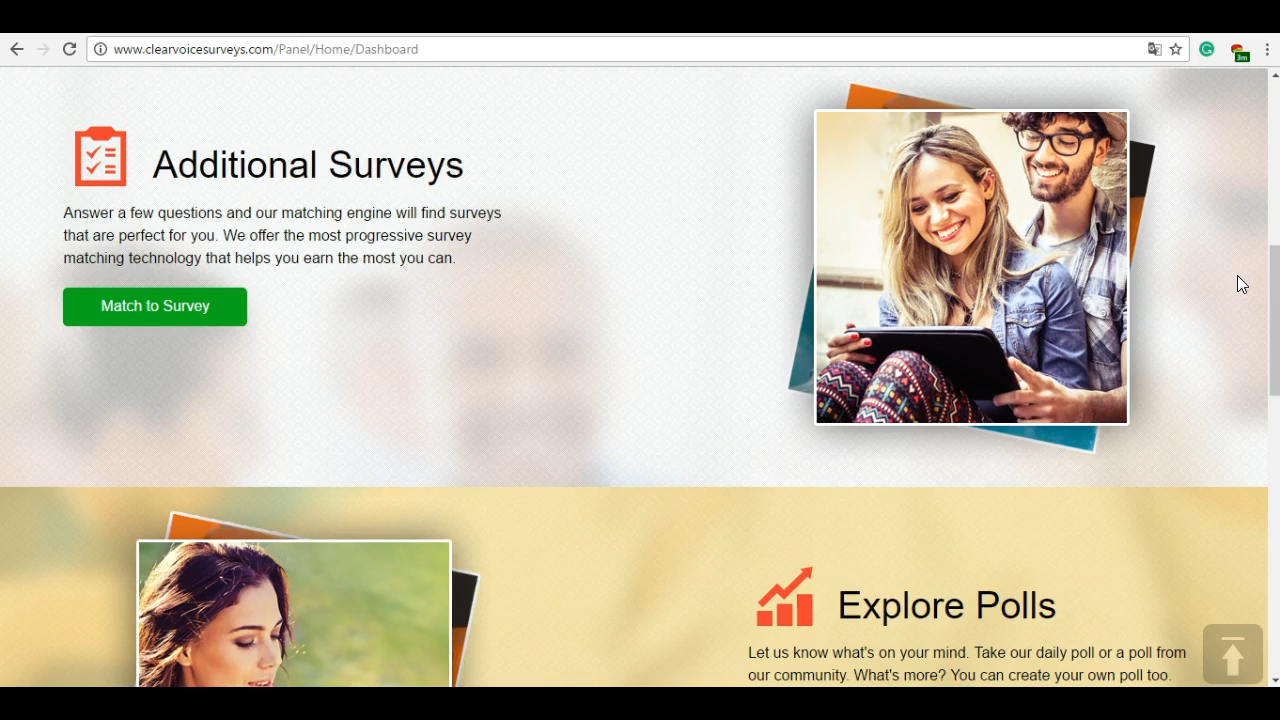 www.clearvoicesurveys.com/Panel/Home/Dashboard
3m
Additional Surveys
Answer a few questions and our matching engine will find surveys
that are perfect for you. We offer the most progressive survey
matching technology that helps you earn the most you can.
Match to Survey
Explore Polls
Let us know what's on your mind. Take our daily poll or a poll from
our community. What's more? You can create your own poll too.